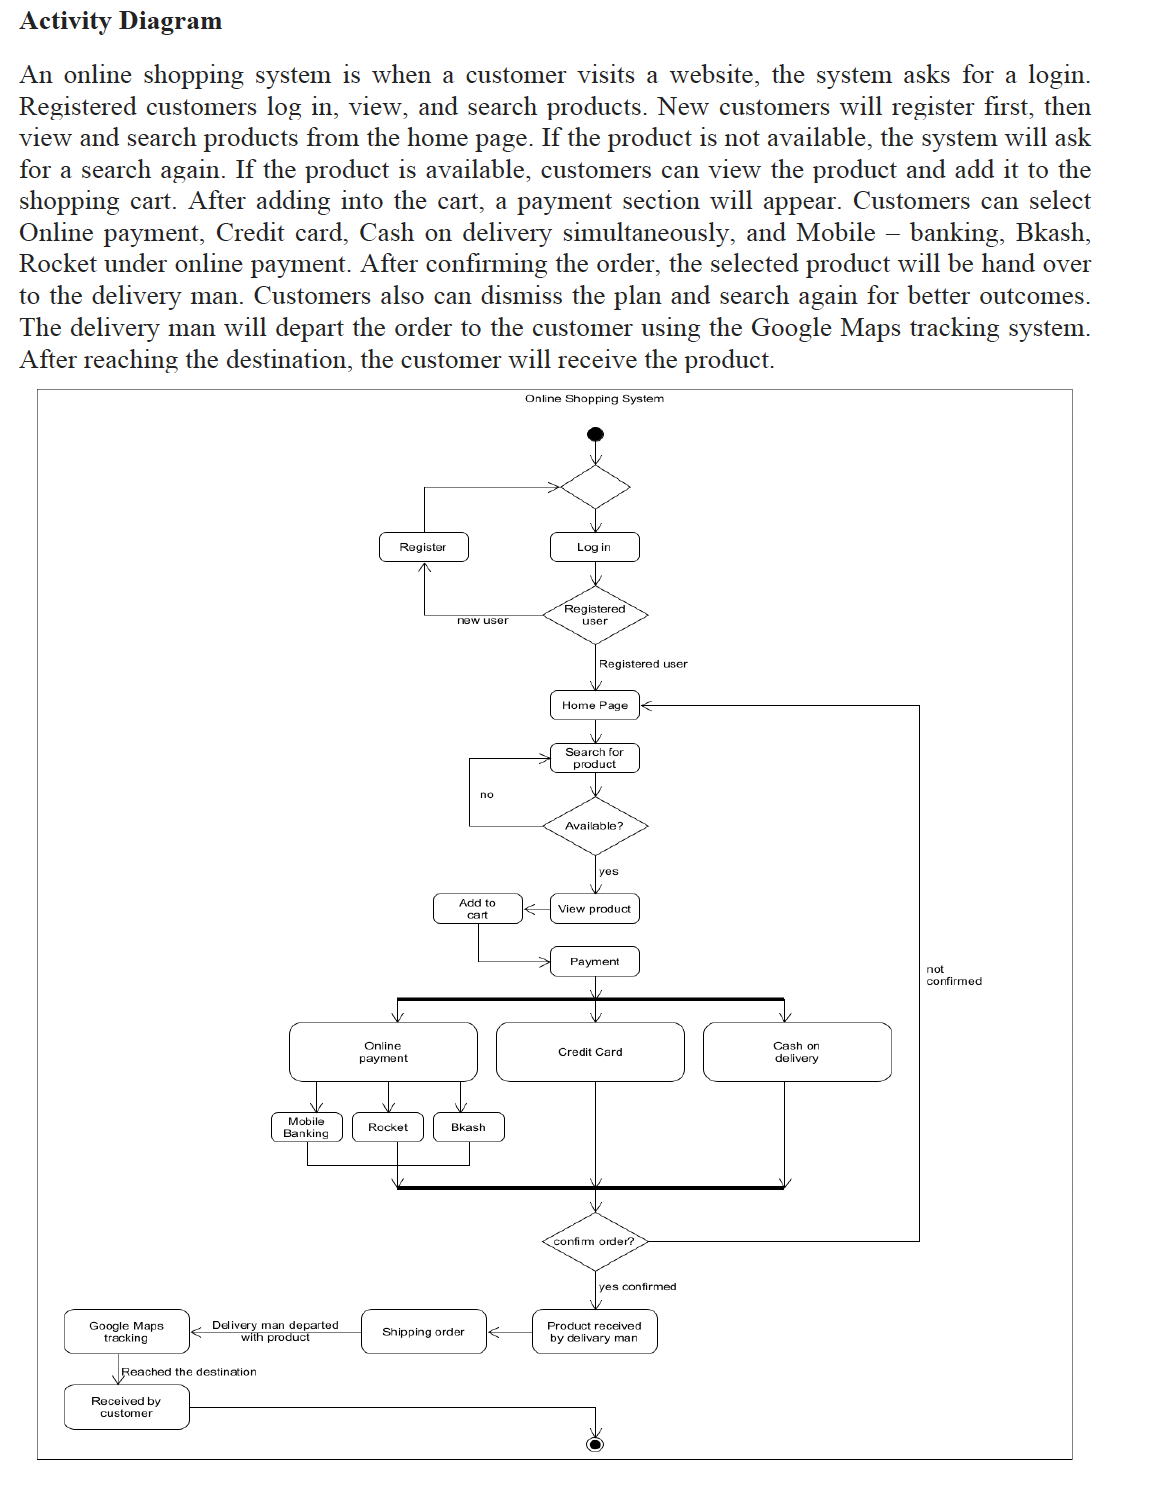 Activity Diagram
An online shopping system is when a customer visits a website, the system asks for a login.
Registered customers log in, view, and search products. New customers will register first, then
view and search products from the home page. If the product is not available, the system will ask
for a search again. If the product is available, customers can view the product and add it to the
shopping cart. After adding into the cart, a payment section will appear. Customers can select
Online payment, Credit card, Cash on delivery simultaneously, and Mobile – banking, Bkash,
Rocket under online payment. After confirming the order, the selected product will be hand over
to the delivery man. Customers also can dismiss the plan and search again for better outcomes.
The delivery man will depart the order to the customer using the Google Maps tracking system.
After reaching the destination, the customer will receive the product.
Online Shopping System
Register
Log in
Registered
user
new user
Registered user
Home Page
Search for
product
no
Available?
yes
Add to
cart
View product
Payment
not
confirmed
Online
payment
Credit Card
Cash on
delivery
Mobile
Banking
Rocket
Bkash
confirm order?
yes confirmed
Google Maps
tracking
Delivery man departed
with product
Shipping order
Product received
by delivary man
Reached the destination
Received by
customer